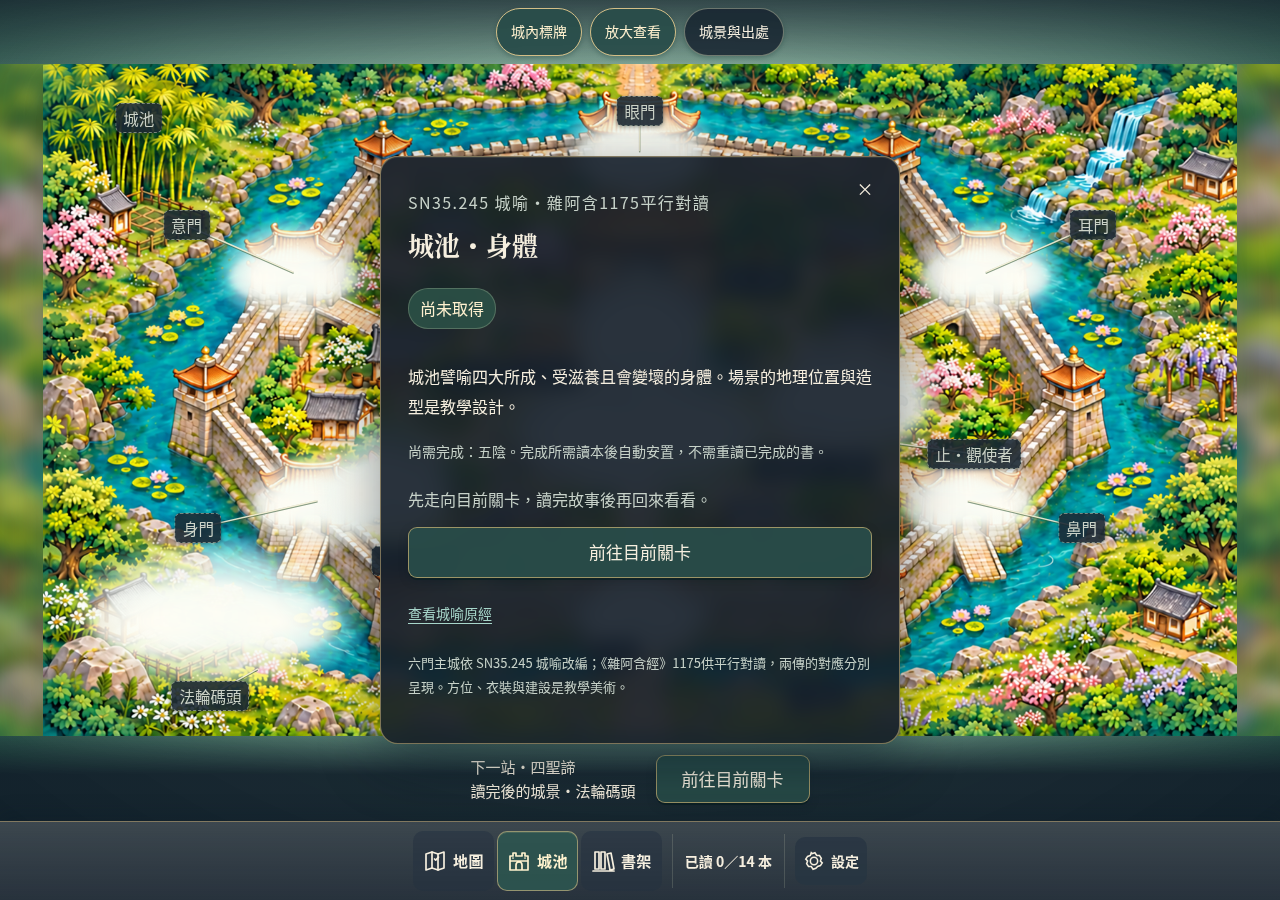 城內標牌
放大查看
城景與出處
城池
眼門
意門
耳門
SN35.245 城喻・雜阿含1175平行對讀
城池・身體
尚未取得
城池譬喻四大所成、受滋養且會變壞的身體。場景的地理位置與造
型是教學設計。
尚需完成：五陰。完成所需讀本後自動安置，不需重讀已完成的書。
止・觀使者
先走向目前關卡，讀完故事後再回來看看。
身門
鼻門
前往目前關卡
查看城喻原經
六門主城依 SN35.245 城喻改編；《雜阿含經》1175供平行對讀，兩傳的對應分別
呈現。方位、衣裝與建設是教學美術。
法輪碼頭
下一站・四聖諦
讀完後的城景・法輪碼頭
前往目前關卡
地圖
城池
書架
已讀 0／14 本
設定